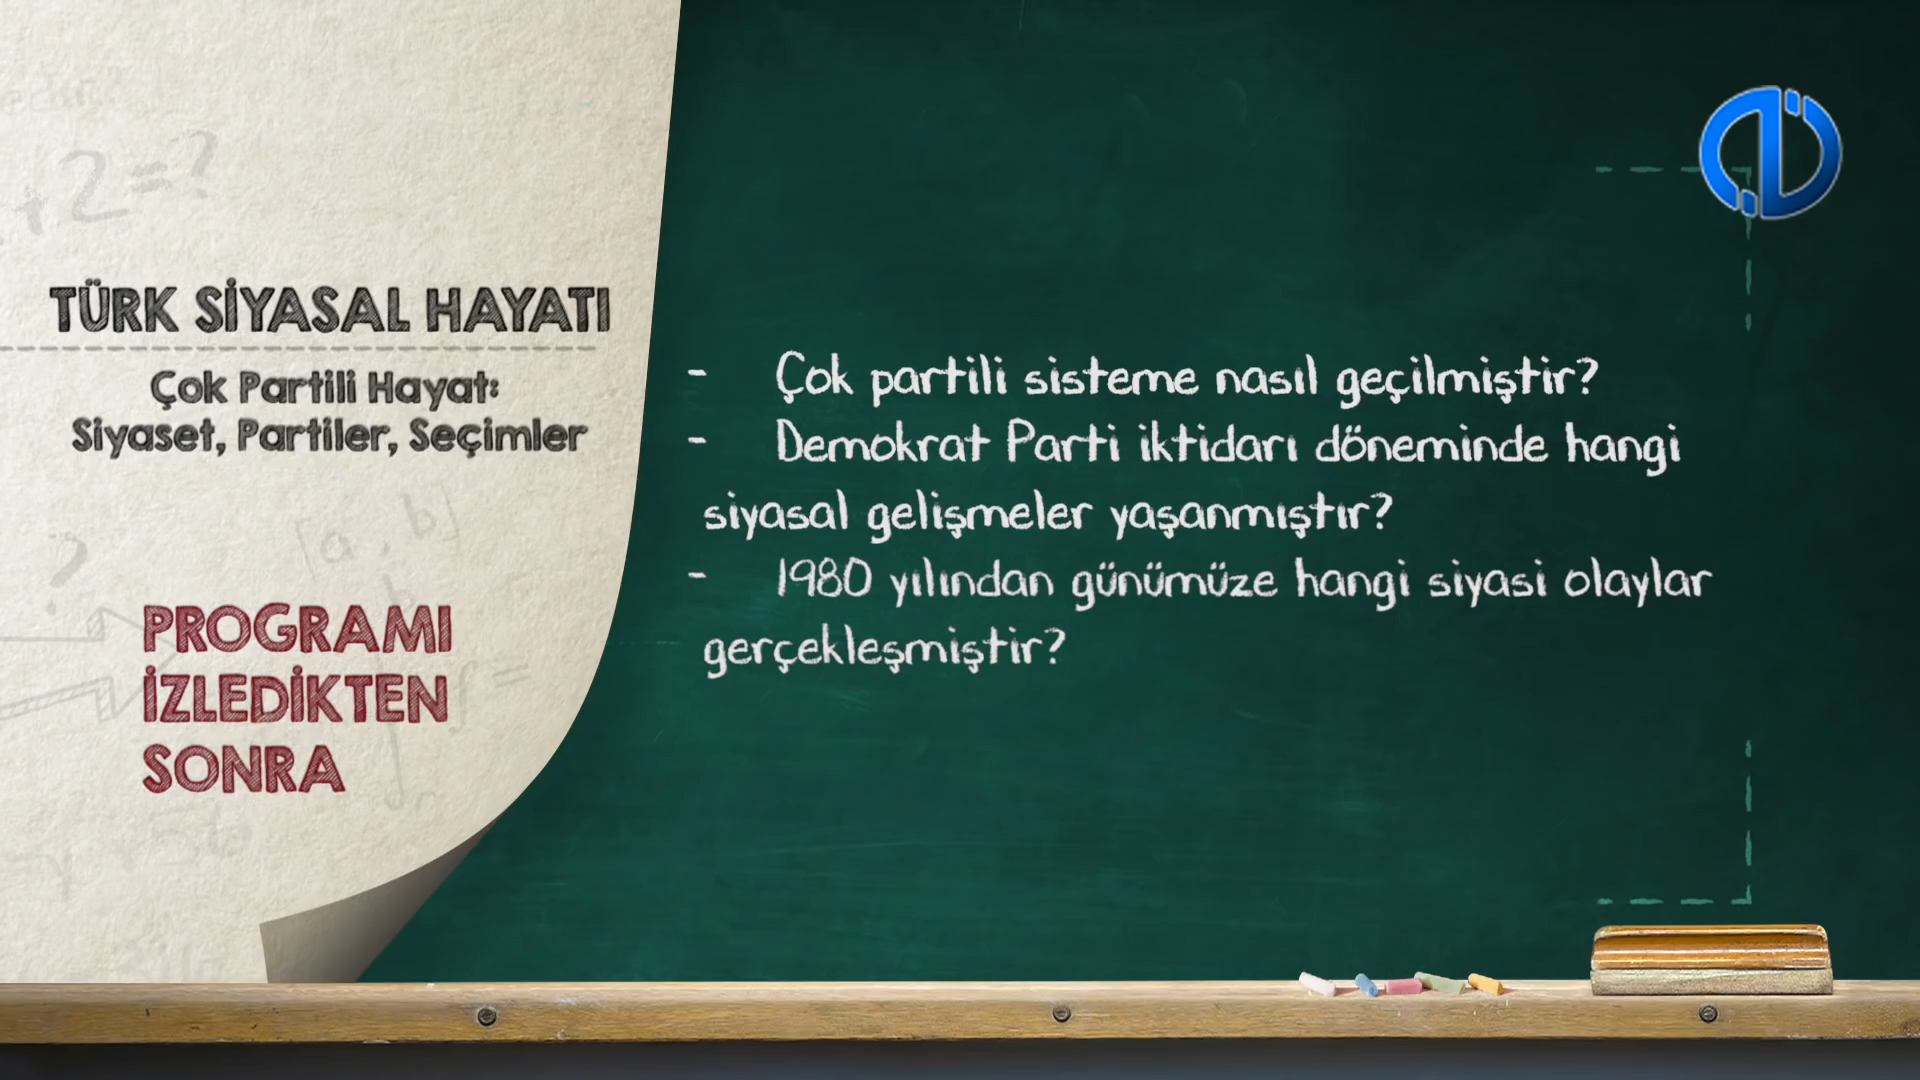 TÜRK SİYASAL HAYATI
Çok Partili Hayat:
Siyaset, Partiler, Seçimler
PROGRAMI
İZLEDİKTEN
SONRA
- Çok partili sisteme nasıl geçilmiştir?
- Demokrat Parti iktidarı döneminde hangi
siyasal gelişmeler yaşanmıştır?
- 1980 yılından günümüze hangi siyasi olaylar
gerçekleşmiştir?
+2=?
?
[a, b]